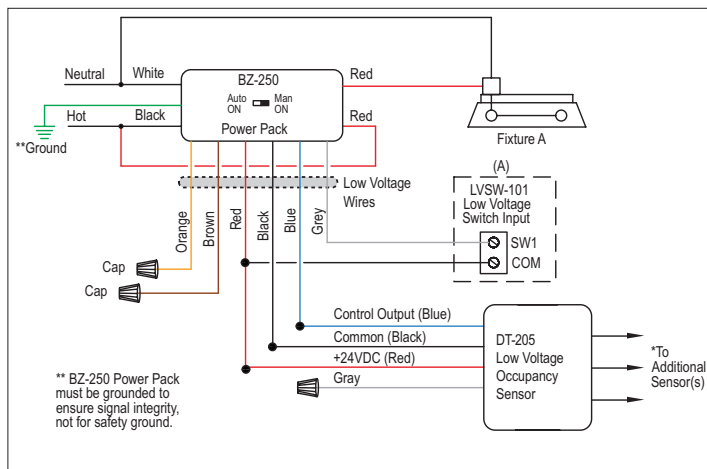 Neutral
White
BZ-250
Red
Auto
ON
Man
ON
Hot
Black
Power Pack
Red
**Ground
Fixture A
(A)
Low Voltage
Wires
LVSW-101
Low Voltage
Switch Input
Orange
Brown
Red
Black
Blue
Grey
SW1
COM
Cap
Cap
Control Output (Blue)
Common (Black)
+24VDC (Red)
Gray
DT-205
Low Voltage
Occupancy
Sensor
*To
Additional
Sensor(s)
** BZ-250 Power Pack
must be grounded to
ensure signal integrity,
not for safety ground.